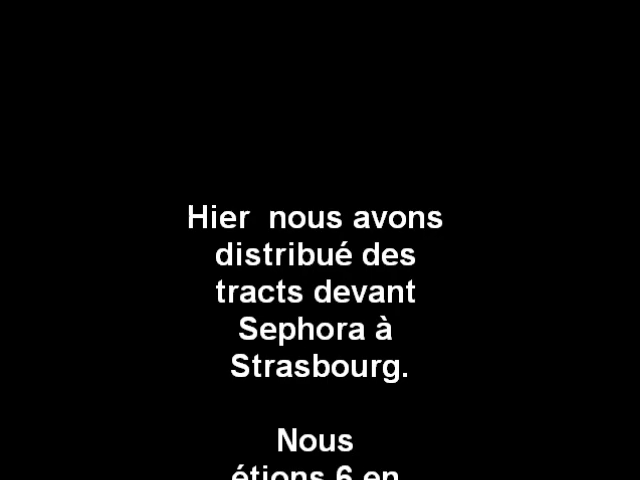 Hier  nous avons
distribué des
tracts devant
Sephora à
Strasbourg.
Nous
étions 6 en